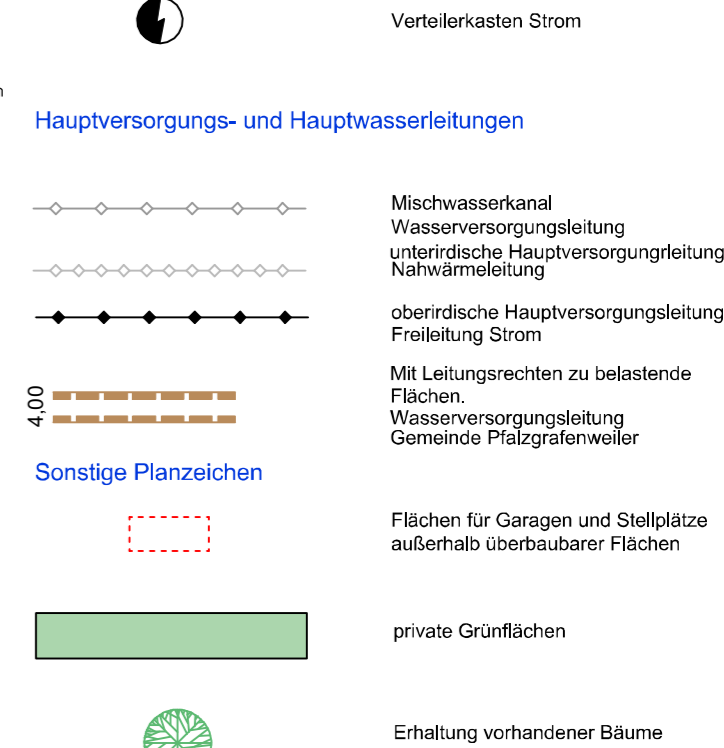 Verteilerkasten Strom
n
Hauptversorgungs- und Hauptwasserleitungen
Mischwasserkanal
Wasserversorgungsleitung
unterirdische Hauptversorgungrleitung
Nahwärmeleitung
oberirdische Hauptversorgungsleitung
Freileitung Strom
4,00
Mit Leitungsrechten zu belastende
Flächen.
Wasserversorgungsleitung
Gemeinde Pfalzgrafenweiler
Sonstige Planzeichen
Flächen für Garagen und Stellplätze
außerhalb überbaubarer Flächen
private Grünflächen
Erhaltung vorhandener Bäume